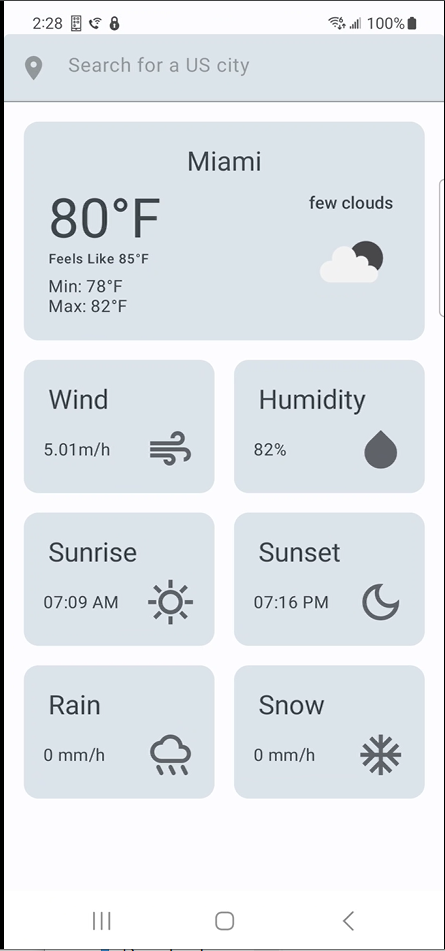 2:28 100%
Search for a US city
Miami
80°F
few clouds
Feels Like 85°F
Min: 78°F
Max: 82°F
Wind
5.01m/h
Humidity
82%
Sunrise
07:09 AM
Sunset
07:16 PM
Rain
0 mm/h
Snow
0 mm/h